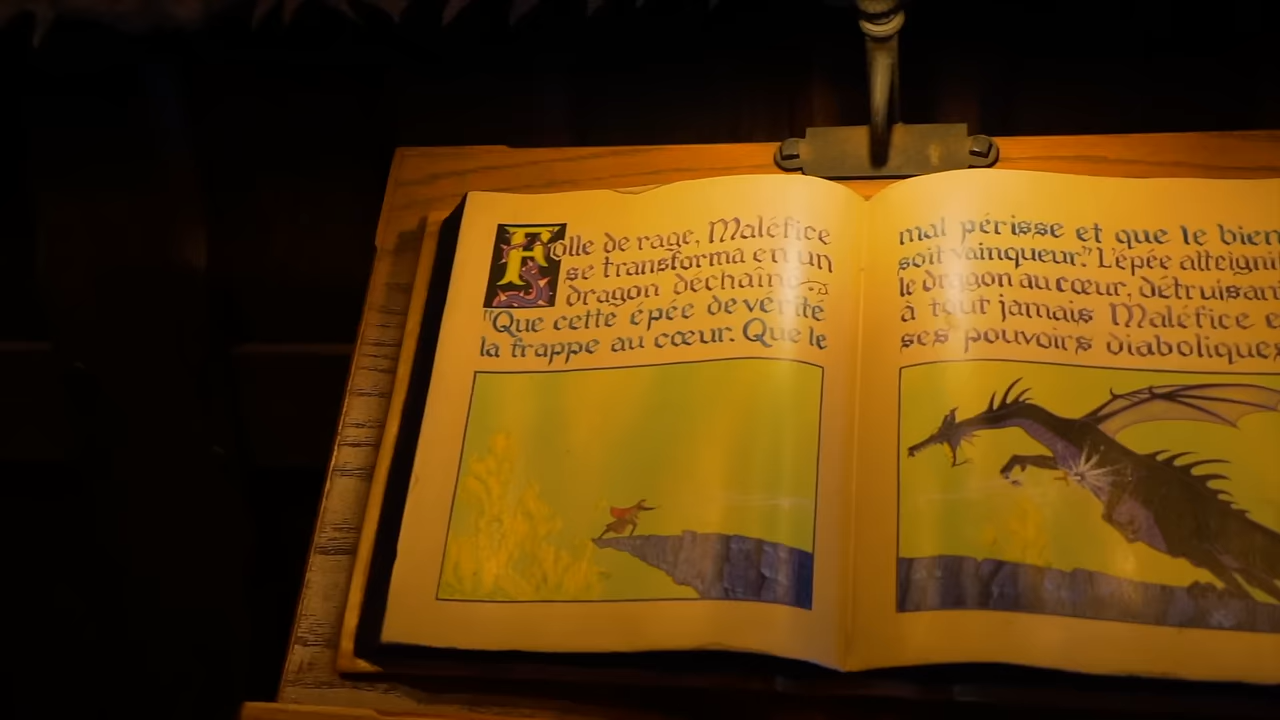 Folle de rage, Maléfice
se transforma en un
dragon déchaîné
"Que cette épée de vérité
la frappe au cœur. Que le
mal périsse et que le bien
soit vainqueur." L'épée atteignit
le dragon au cœur, détruisant
à tout jamais Maléfice e
ses pouvoirs diaboliques